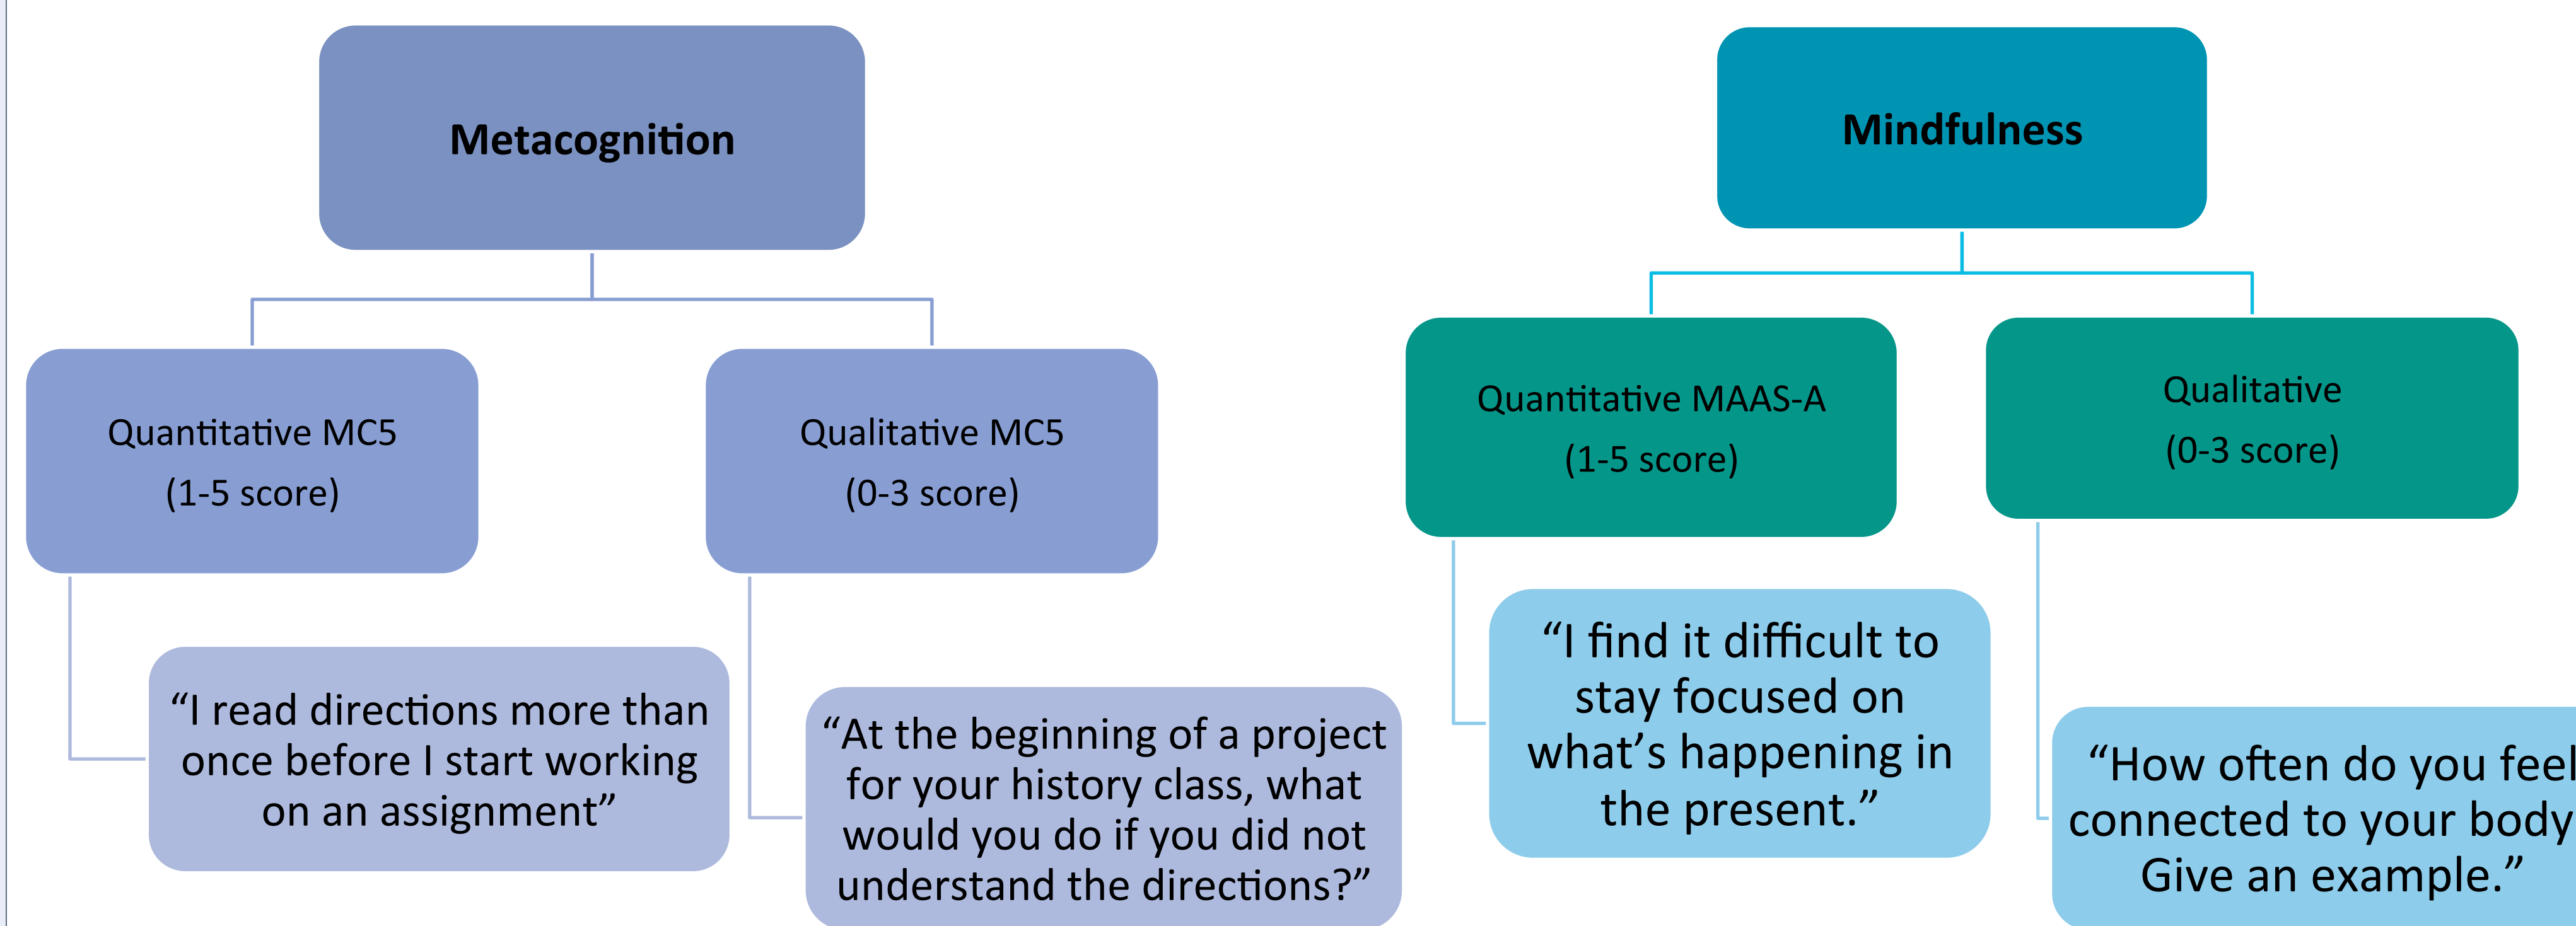 Metacognition
Quantitative MC5
(1-5 score)
“I read directions more than
once before I start working
on an assignment”
Qualitative MC5
(0-3 score)
“At the beginning of a project
for your history class, what
would you do if you did not
understand the directions?”
Mindfulness
Quantitative MAAS-A
(1-5 score)
“I find it difficult to
stay focused on
what’s happening in
the present.”
Qualitative
(0-3 score)
“How often do you feel
connected to your body
Give an example.”